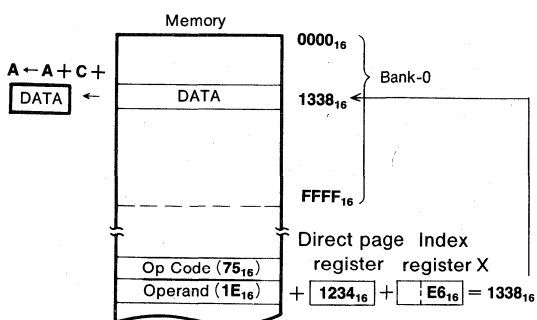 Memory
0000₁₆
A←A+C+
DATA ←
DATA
Bank-0
1338₁₆
FFFF₁₆
Direct page register
Index register X
Op Code (75₁₆)
Operand (1E₁₆) + 1234₁₆ + E6₁₆ = 1338₁₆